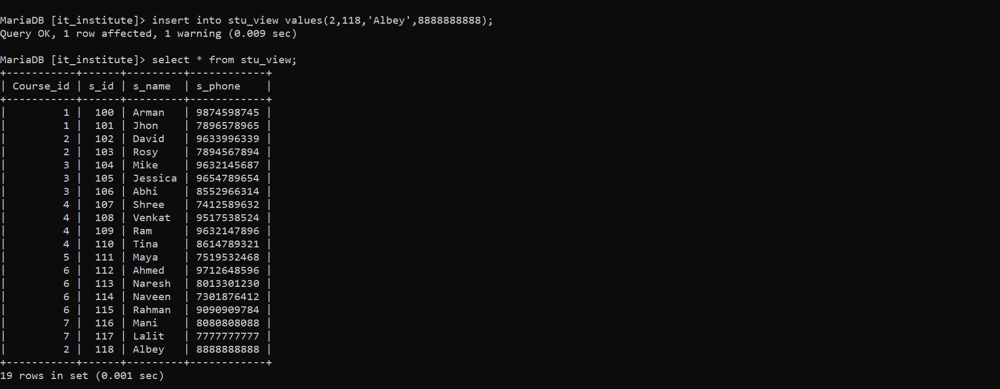 MariaDB [it_institute]> insert into stu_view values(2,118,'Albey',8888888888);
Query OK, 1 row affected, 1 warning (0.009 sec)
MariaDB [it_institute]> select * from stu_view;
+-----------+------+---------+------------+
| Course_id | s_id | s_name  | s_phone    |
+-----------+------+---------+------------+
|         1 |  100 | Arman   | 9874598745 |
|         1 |  101 | Jhon    | 7896578965 |
|         2 |  102 | David   | 9633996339 |
|         2 |  103 | Rosy    | 7894567894 |
|         3 |  104 | Mike    | 9632145687 |
|         3 |  105 | Jessica | 9654789654 |
|         3 |  106 | Abhi    | 8552966314 |
|         4 |  107 | Shree   | 7412589632 |
|         4 |  108 | Venkat  | 9517538524 |
|         4 |  109 | Ram     | 9632147896 |
|         4 |  110 | Tina    | 8614789321 |
|         5 |  111 | Maya    | 7519532468 |
|         6 |  112 | Ahmed   | 9712648596 |
|         6 |  113 | Naresh  | 8013301230 |
|         6 |  114 | Naveen  | 7301876412 |
|         6 |  115 | Rahman  | 9090909784 |
|         7 |  116 | Mani    | 8080808088 |
|         7 |  117 | Lalit   | 7777777777 |
|         2 |  118 | Albey   | 8888888888 |
+-----------+------+---------+------------+
19 rows in set (0.001 sec)